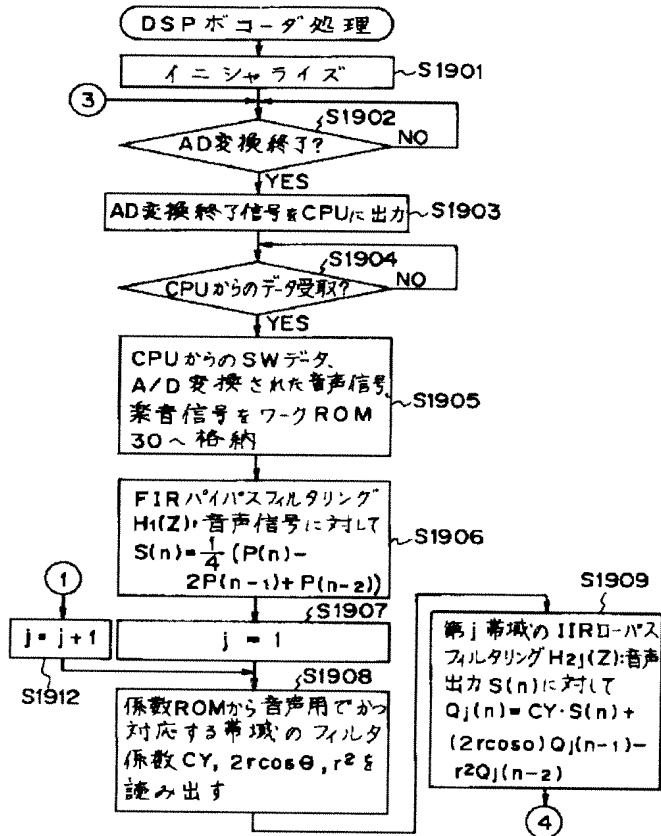 DSPボコーダ処理
イニシャライズ
S1901
3
S1902
AD変換終了?
NO
YES
AD変換終了信号をCPUに出力
S1903
S1904
CPUからのデータ受取?
NO
YES
CPUからのSWデータ、
A/D変換された音声信号、
楽音信号をワークROM
30へ格納
S1905
FIRハイパスフィルタリング
H1(Z):音声信号に対して
S(n)=1/4 (P(n)-
2P(n-1)+P(n-2))
S1906
1
j=j+1
S1912
S1907
j = 1
S1908
係数ROMから音声用でかつ
対応する帯域のフィルタ
係数CY, 2rcosθ, r²を
読み出す
S1909
第j帯域のIIRローパス
フィルタリングH2j(Z):音声
出力S(n)に対して
Qj(n)=CY·S(n)+
(2rcosθ)Qj(n-1)-
r²Qj(n-2)
4